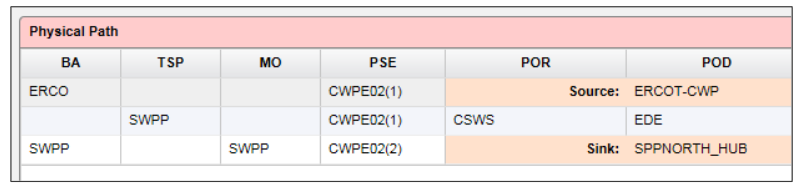 Physical Path
BA TSP MO PSE POR POD
ERCO CWPE02(1) Source: ERCOT-CWP
SWPP CWPE02(1) CSWS EDE
SWPP SWPP CWPE02(2) Sink: SPPNORTH_HUB